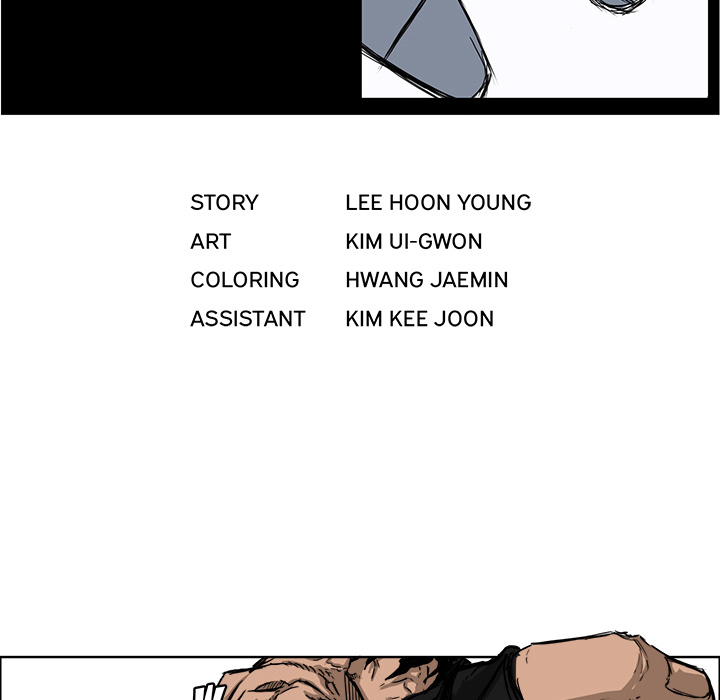 STORY LEE HOON YOUNG
ART KIM UI-GWON
COLORING HWANG JAEMIN
ASSISTANT KIM KEE JOON